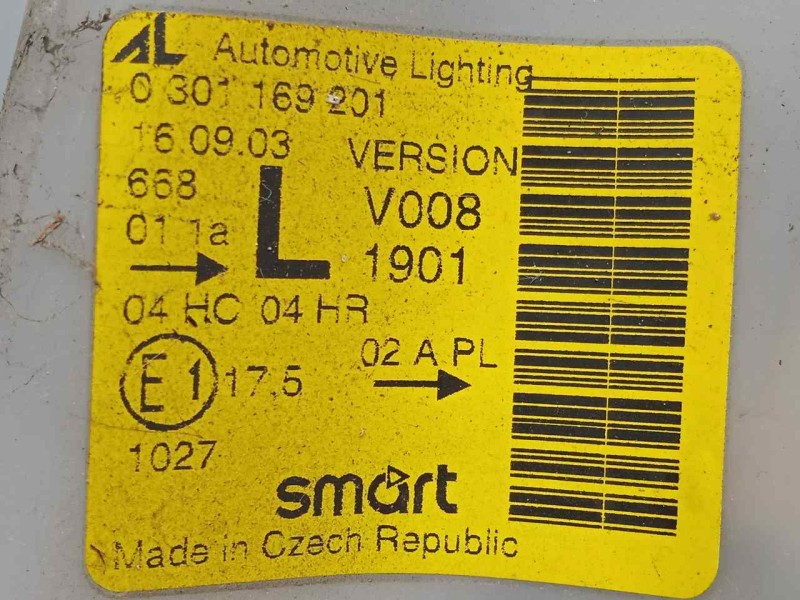 AL Automotive Lighting
0 301 169 201
16.09.03 VERSION
668 L V008
01 1a 1901
04 HC 04 HR
02 A PL
E1 17,5
1027
smart
Made in Czech Republic